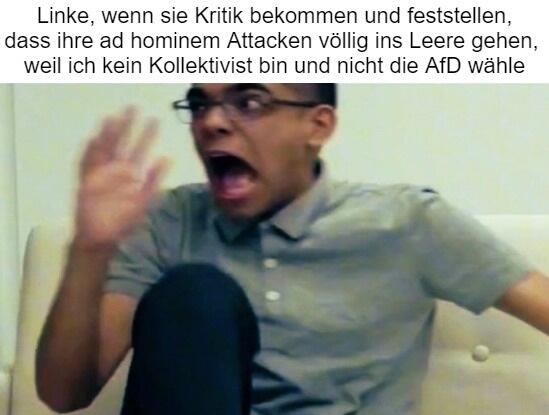 Linke, wenn sie Kritik bekommen und feststellen,
dass ihre ad hominem Attacken völlig ins Leere gehen,
weil ich kein Kollektivist bin und nicht die AfD wähle